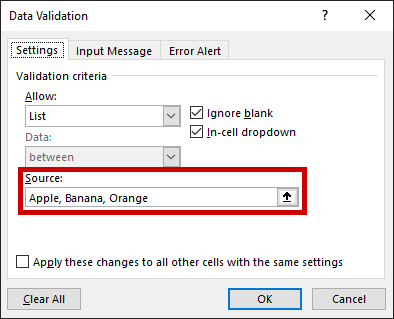 Data Validation
Settings Input Message Error Alert
Validation criteria
Allow:
List
Ignore blank
In-cell dropdown
Data:
between
Source:
Apple, Banana, Orange
Apply these changes to all other cells with the same settings
Clear All OK Cancel